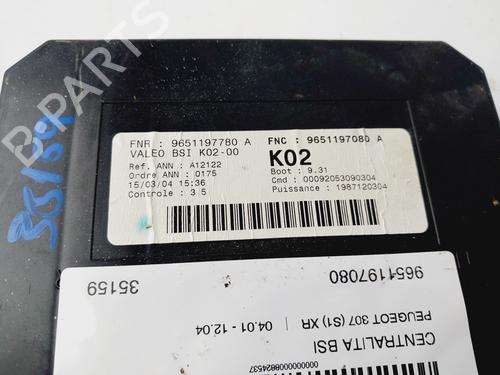 FNR : 9651197780 A
VALEO BSI K02-00
Ref. ANN : A12122
Ordre ANN : 0175
15/03/04 15:36
Controle : 3 5
FNC : 9651197080 A
K02
Boot : 9.31
Cmd : 00092053090304
Puissance : 1987120304
35159
B-PARTS
CENTRALITA BSI
PEUGEOT 307 (S1) XR | 04.01 - 12.04
9651197080
35159